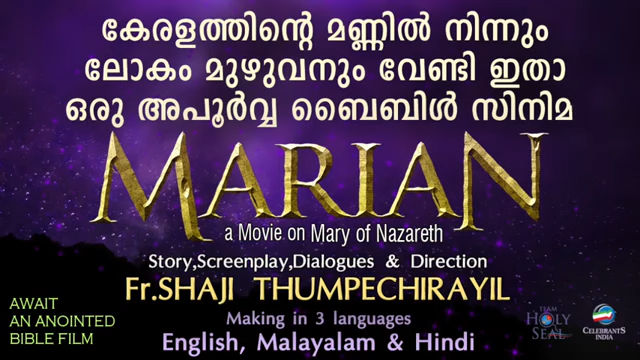 കേരളത്തിന്റെ മണ്ണിൽ നിന്നും
ലോകം മുഴുവനും വേണ്ടി ഇതാ
ഒരു അപൂർവ്വ ബൈബിൾ സിനിമ
MARIAN
a Movie on Mary of Nazareth
Story,Screenplay,Dialogues & Direction
Fr.SHAJI THUMPECHIRAYIL
Making in 3 languages
English, Malayalam & Hindi
AWAIT
AN ANOINTED
BIBLE FILM
TEAM
HOLY
SEAL
CELEBRANTS
INDIA